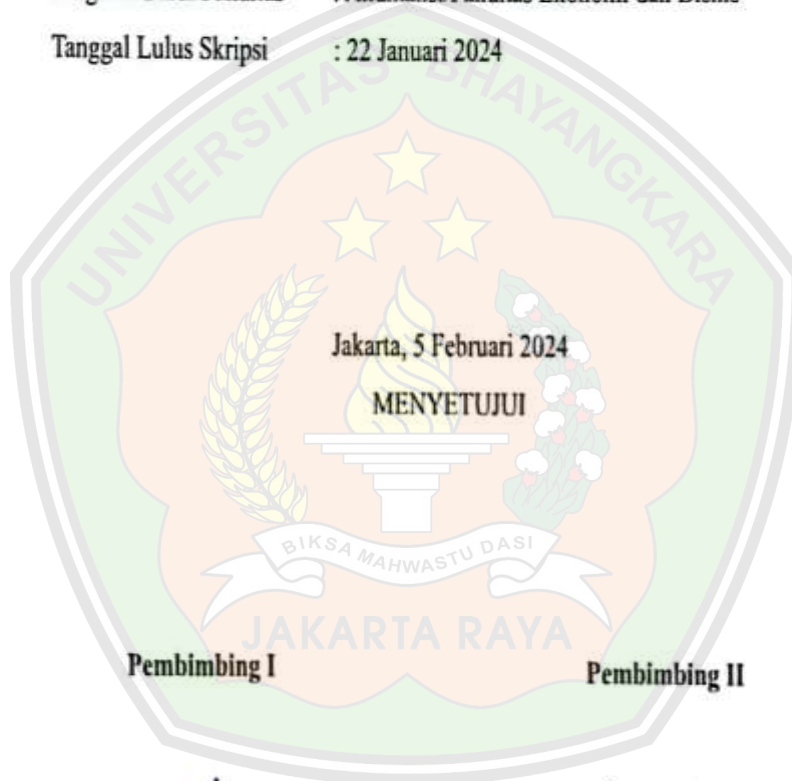 Tanggal Lulus Skripsi : 22 Januari 2024
UNIVERSITAS BHAYANGKARA
Jakarta, 5 Februari 2024
MENYETUJUI
BIKSA MAHWASTU DASI
JAKARTA RAYA
Pembimbing I Pembimbing II